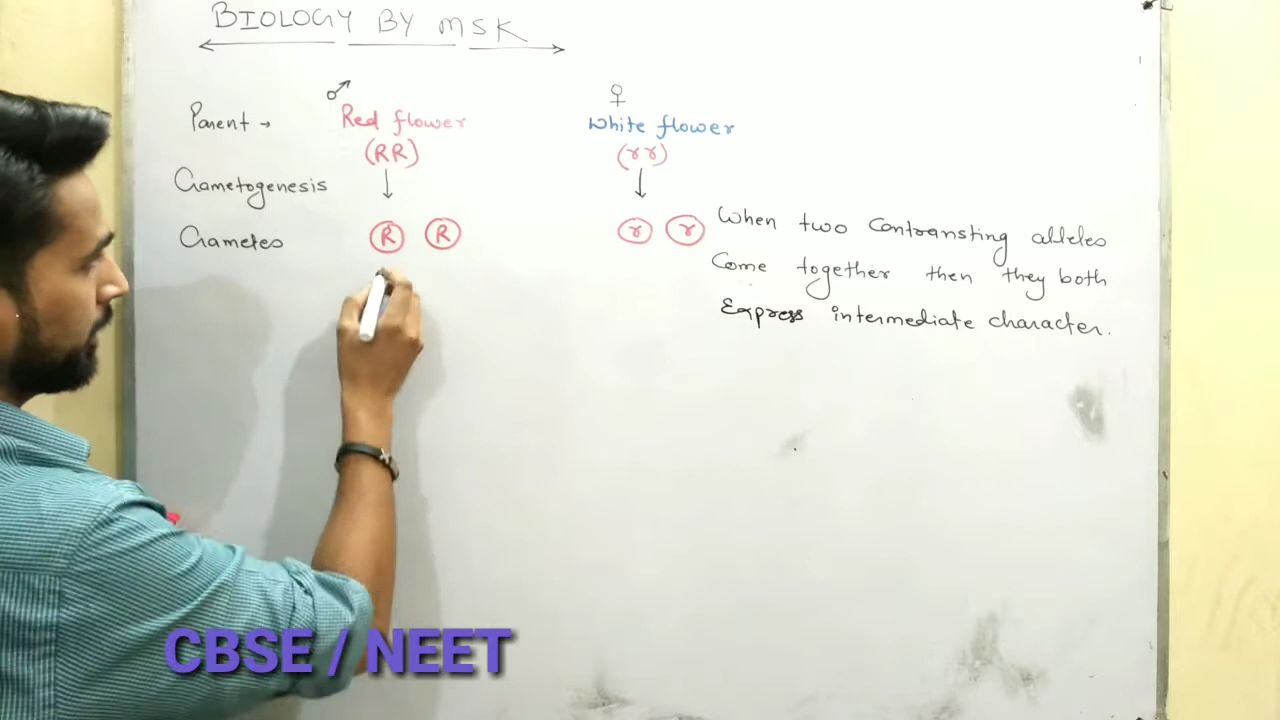 BIOLOGY BY MSK
♂ ♀
Parent → Red flower White flower
(RR) (rr)
Gametogenesis
Gametes R R r r
When two Contransting alleles
Come together then they both
Express intermediate character.
CBSE / NEET